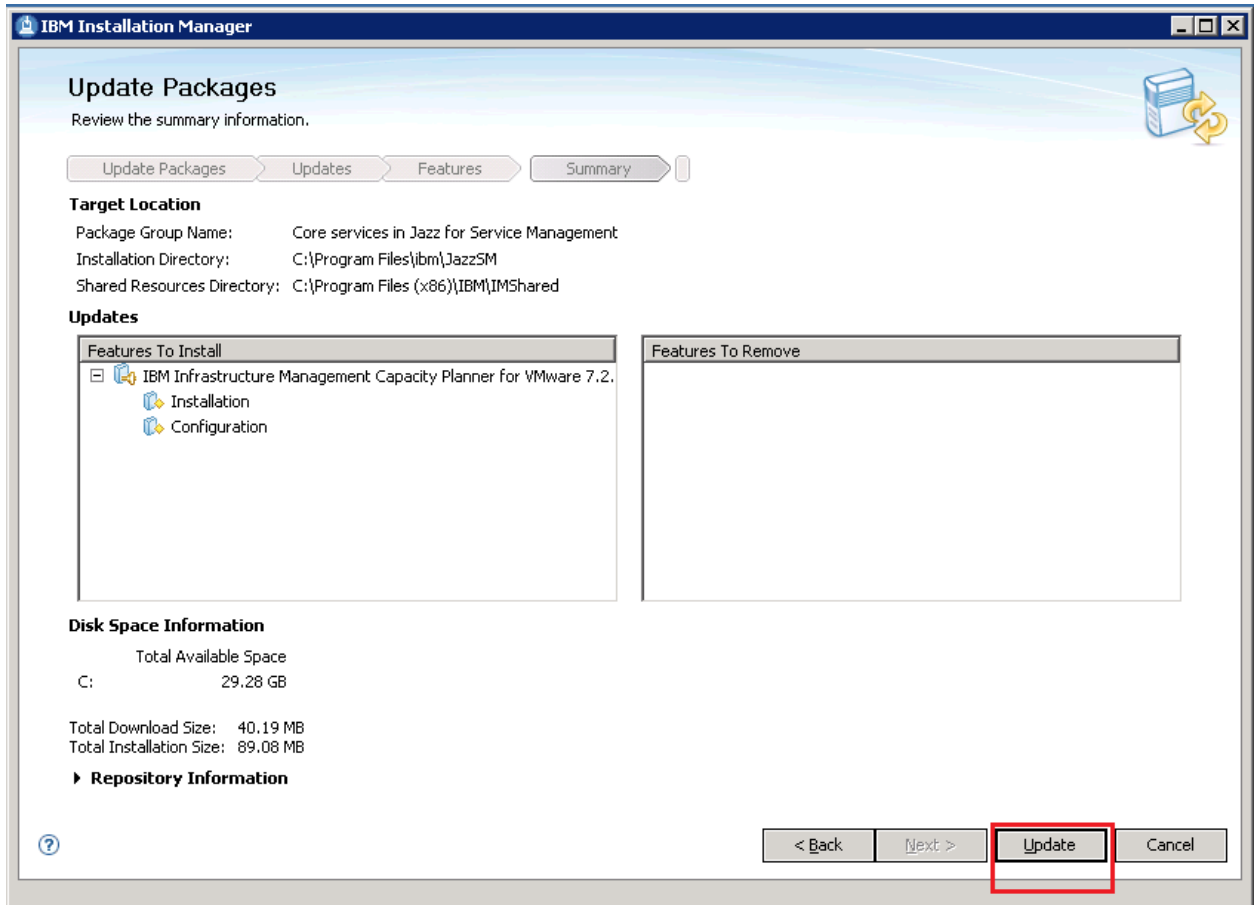 IBM Installation Manager
Update Packages
Review the summary information.
Update Packages Updates Features Summary
Target Location
Package Group Name: Core services in Jazz for Service Management
Installation Directory: C:\Program Files\ibm\JazzSM
Shared Resources Directory: C:\Program Files (x86)\IBM\IMShared
Updates
Features To Install Features To Remove
IBM Infrastructure Management Capacity Planner for VMware 7.2.
Installation
Configuration
Disk Space Information
Total Available Space
C: 29.28 GB
Total Download Size: 40.19 MB
Total Installation Size: 89.08 MB
Repository Information
? < Back Next > Update Cancel